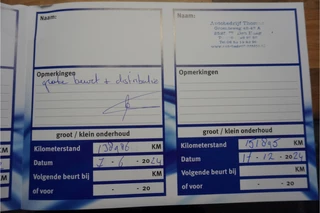 Naam:
Opmerkingen
grote beurt + distributie
groot / klein onderhoud
Kilometerstand KM
Datum 7 - 6 - 2024
Volgende beurt bij KM
of voor - - 20
Naam:
Opmerkingen
groot / klein onderhoud
Kilometerstand KM
Datum 17 - 12 - 2024
Volgende beurt bij KM
of voor - - 20